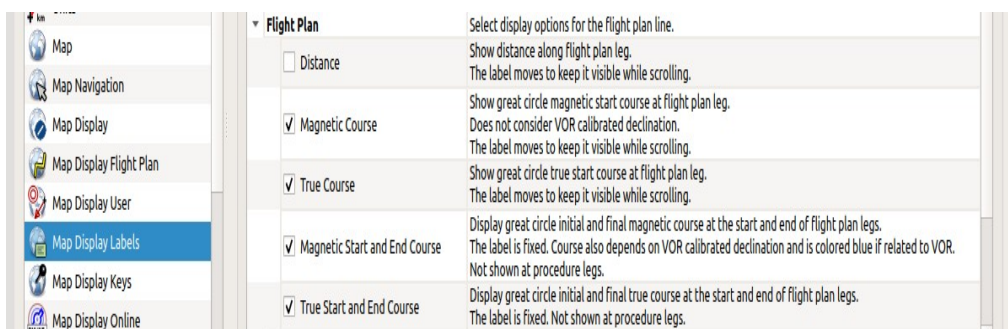 km
Map
Map Navigation
Map Display
Map Display Flight Plan
Map Display User
Map Display Labels
Map Display Keys
Map Display Online
Flight Plan
Select display options for the flight plan line.
Distance
Show distance along flight plan leg.
The label moves to keep it visible while scrolling.
Magnetic Course
Show great circle magnetic start course at flight plan leg.
Does not consider VOR calibrated declination.
The label moves to keep it visible while scrolling.
True Course
Show great circle true start course at flight plan leg.
The label moves to keep it visible while scrolling.
Magnetic Start and End Course
Display great circle initial and final magnetic course at the start and end of flight plan legs.
The label is fixed. Course also depends on VOR calibrated declination and is colored blue if related to VOR.
Not shown at procedure legs.
True Start and End Course
Display great circle initial and final true course at the start and end of flight plan legs.
The label is fixed. Not shown at procedure legs.